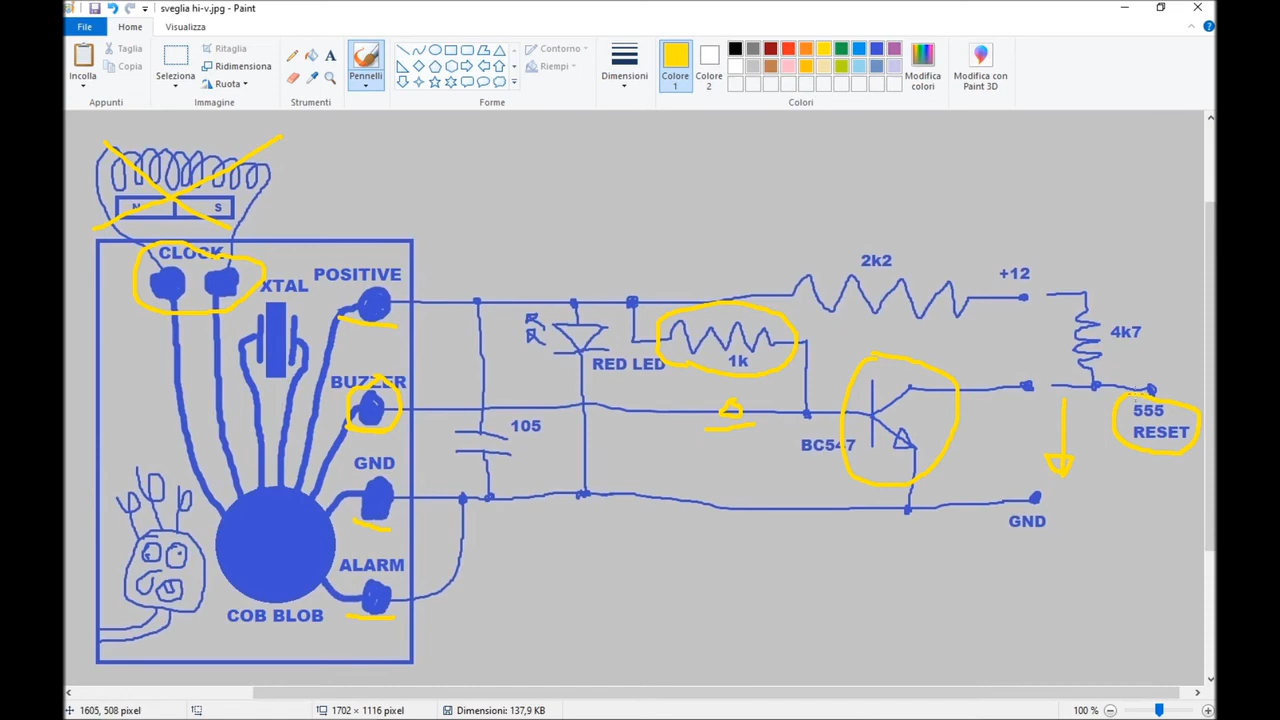 sveglia hi-v.jpg - Paint
File
Home
Visualizza
?
Incolla
Taglia
Copia
Appunti
Seleziona
Ritaglia
Ridimensiona
Ruota
Immagine
A
Strumenti
Pennelli
Contorno
Riempi
Forme
Dimensioni
Colore
1
Colore
2
Modifica
colori
Colori
Modifica con
Paint 3D
N
S
CLOCK
XTAL
POSITIVE
BUZZER
GND
ALARM
COB BLOB
105
RED LED
1k
2k2
+12
4k7
BC547
555
RESET
GND
1605, 508 pixel
1702 × 1116 pixel
Dimensioni: 137,9 KB
100 %